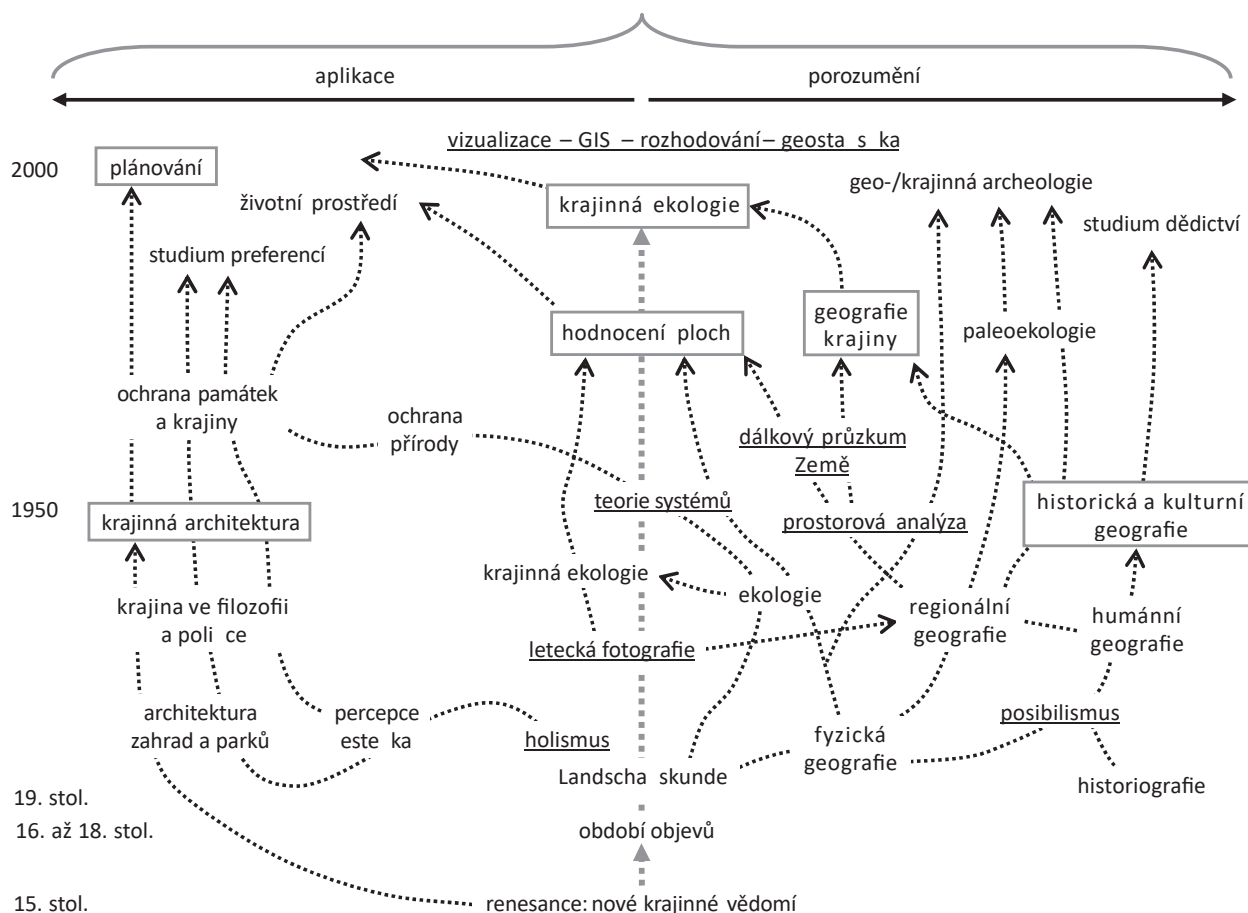 aplikace
porozumění
vizualizace – GIS – rozhodování – geosta s ka
2000
plánování
geo-/krajinná archeologie
životní prostředí
krajinná ekologie
studium dědictví
studium preferencí
geografie
krajiny
hodnocení ploch
paleoekologie
ochrana památek
a krajiny
ochrana
přírody
dálkový průzkum
Země
1950
krajinná architektura
teorie systémů
prostorová analýza
historická a kulturní
geografie
krajinná ekologie
ekologie
krajina ve filozofii
a poli ce
regionální
geografie
humánní
geografie
letecká fotografie
architektura
zahrad a parků
percepce
este ka
holismus
fyzická
geografie
posibilismus
Landscha skunde
historiografie
19. stol.
16. až 18. stol.
období objevů
15. stol.
renesance: nové krajinné vědomí